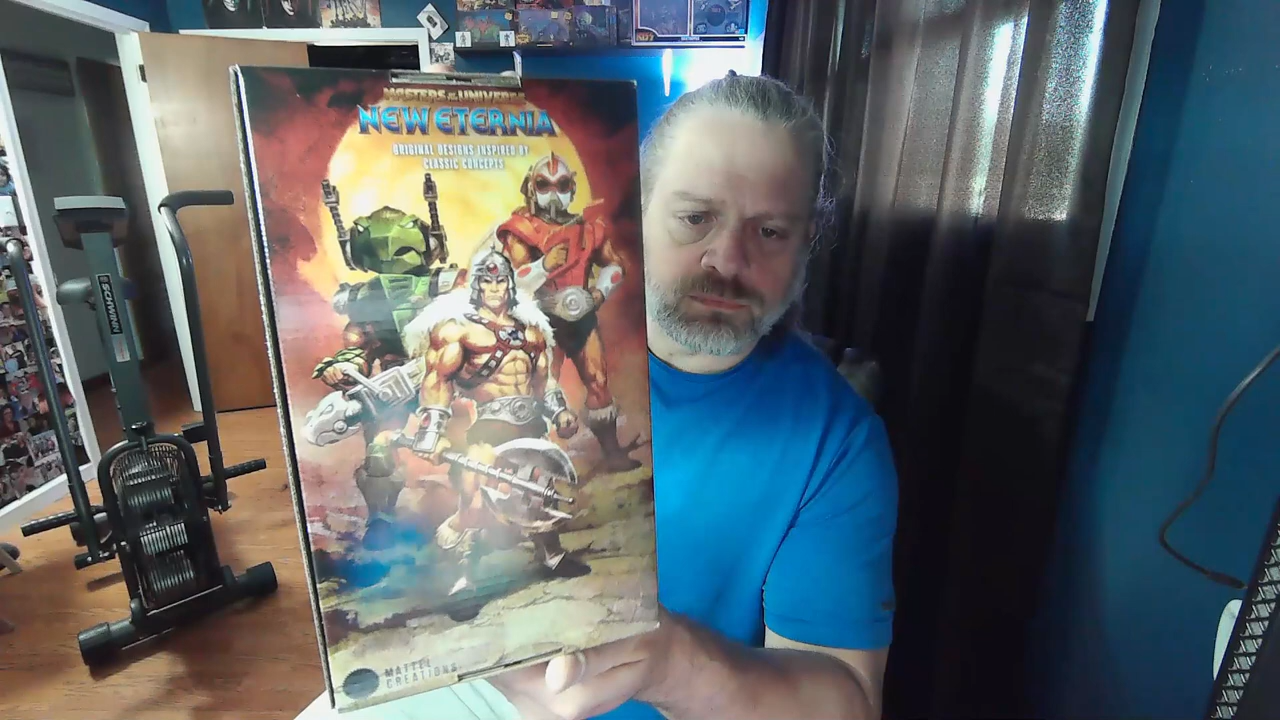 MASTERS OF THE UNIVERSE
NEW ETERNIA
ORIGINAL DESIGNS INSPIRED BY
CLASSIC CONCEPTS
MATTEL
CREATIONS
SCHWINN